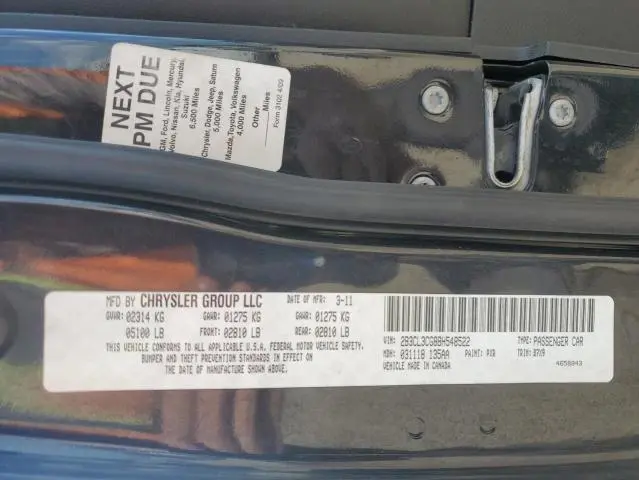 NEXT
PM DUE
GM, Ford, Lincoln, Mercury,
Volvo, Nissan, Kia, Hyundai,
Suzuki
6,500 Miles
Chrysler, Dodge, Jeep, Saturn
5,000 Miles
Mazda, Toyota, Volkswagen
4,000 Miles
Other
Miles
Form 3107 4/09
MFD BY CHRYSLER GROUP LLC DATE OF MFR: 3-11
GVWR: 02314 KG GAWR: 01275 KG GAWR: 01275 KG
05100 LB FRONT: 02810 LB REAR: 02810 LB
THIS VEHICLE CONFORMS TO ALL APPLICABLE U.S.A. FEDERAL MOTOR VEHICLE SAFETY,
BUMPER AND THEFT PREVENTION STANDARDS IN EFFECT ON
THE DATE OF MANUFACTURE SHOWN ABOVE.
VIN: 2B3CL3CG8BH548522 TYPE: PASSENGER CAR
MDH: 031118 135AA PAINT: PXR TRIM:
VEHICLE MADE IN CANADA 4658943